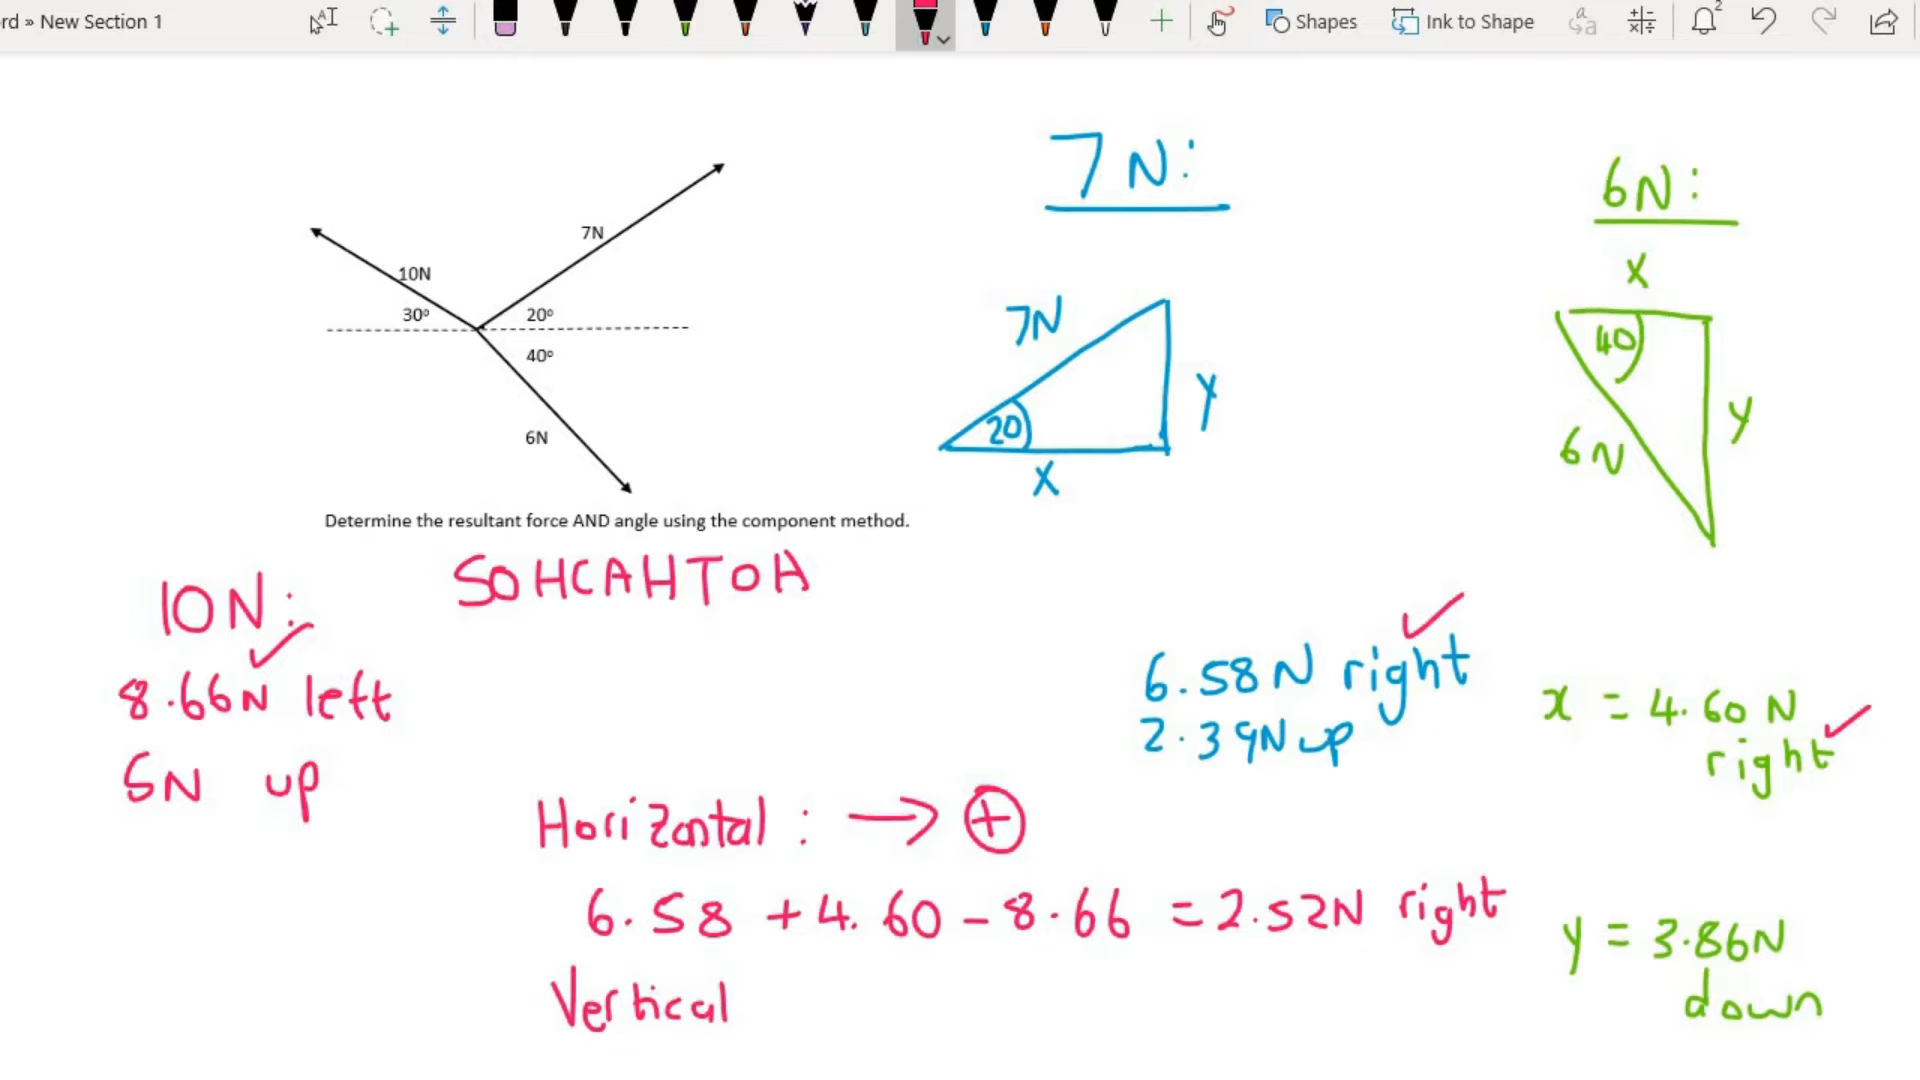 rd » New Section 1
Shapes
Ink to Shape
2
7N
10N
30°
20°
40°
6N
Determine the resultant force AND angle using the component method.
7N:
7N
20
x
y
6N:
x
40
6N
y
SOHCAHTOA
10N:
8.66N left
5N up
6.58N right
2.39N up
x = 4.60N
right
y = 3.86N
down
Horizontal : → +
6.58 + 4.60 - 8.66 = 2.52N right
Vertical